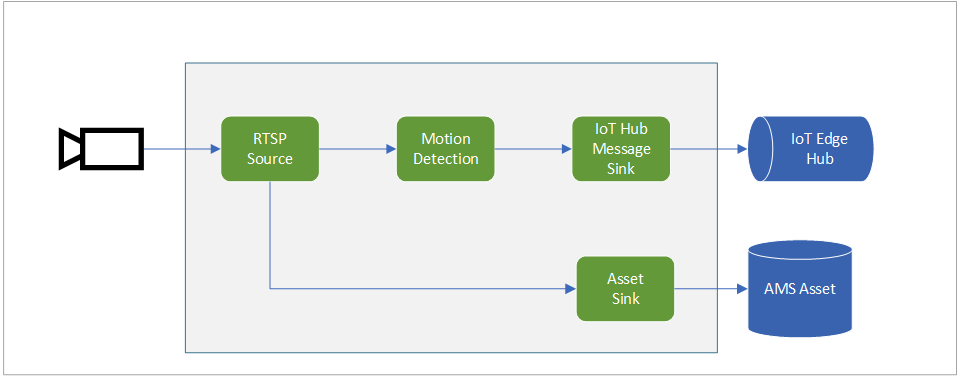 RTSP
Source
Motion
Detection
IoT Hub
Message
Sink
IoT Edge
Hub
Asset
Sink
AMS Asset